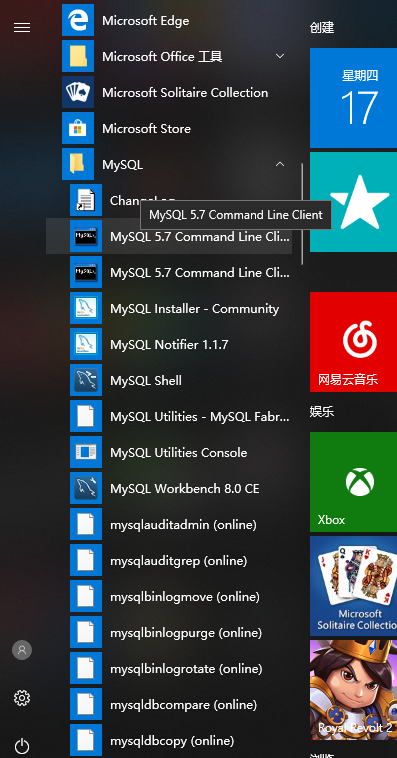 Microsoft Edge
Microsoft Office 工具
Microsoft Solitaire Collection
Microsoft Store
MySQL
MySQL 5.7 Command Line Client
MySQL 5.7 Command Line Cli...
MySQL 5.7 Command Line Cli...
MySQL Installer - Community
MySQL Notifier 1.1.7
MySQL Shell
MySQL Utilities - MySQL Fabr...
MySQL Utilities Console
MySQL Workbench 8.0 CE
mysqlauditadmin (online)
mysqlauditgrep (online)
mysqlbinlogmove (online)
mysqlbinlogpurge (online)
mysqlbinlogrotate (online)
mysqldbcompare (online)
mysqldbcopy (online)
创建
星期四
17
网易云音乐
娱乐
Xbox
Microsoft
Solitaire Collectio
Royal Revolt 2